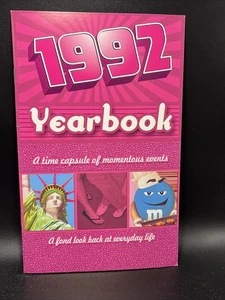 1992
Yearbook
A time capsule of momentous events
m
A fond look back at everyday life